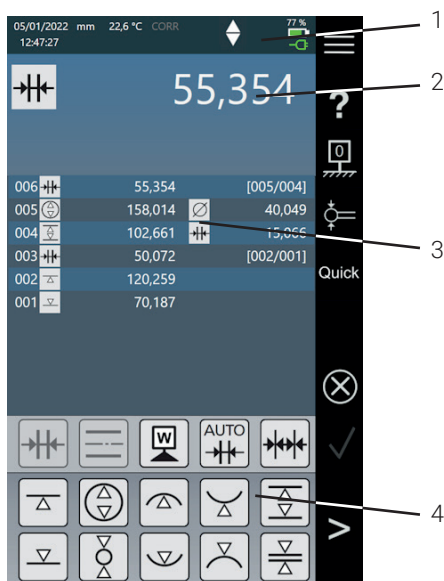 05/01/2022 mm 22,6 °C CORR 77 %
12:47:27
1
55,354
2
?
0
006 55,354 [005/004]
005 158,014 Ø 40,049
004 102,661 15,066
3
003 50,072 [002/001]
002 120,259
001 70,187
Quick
W
AUTO
4
>